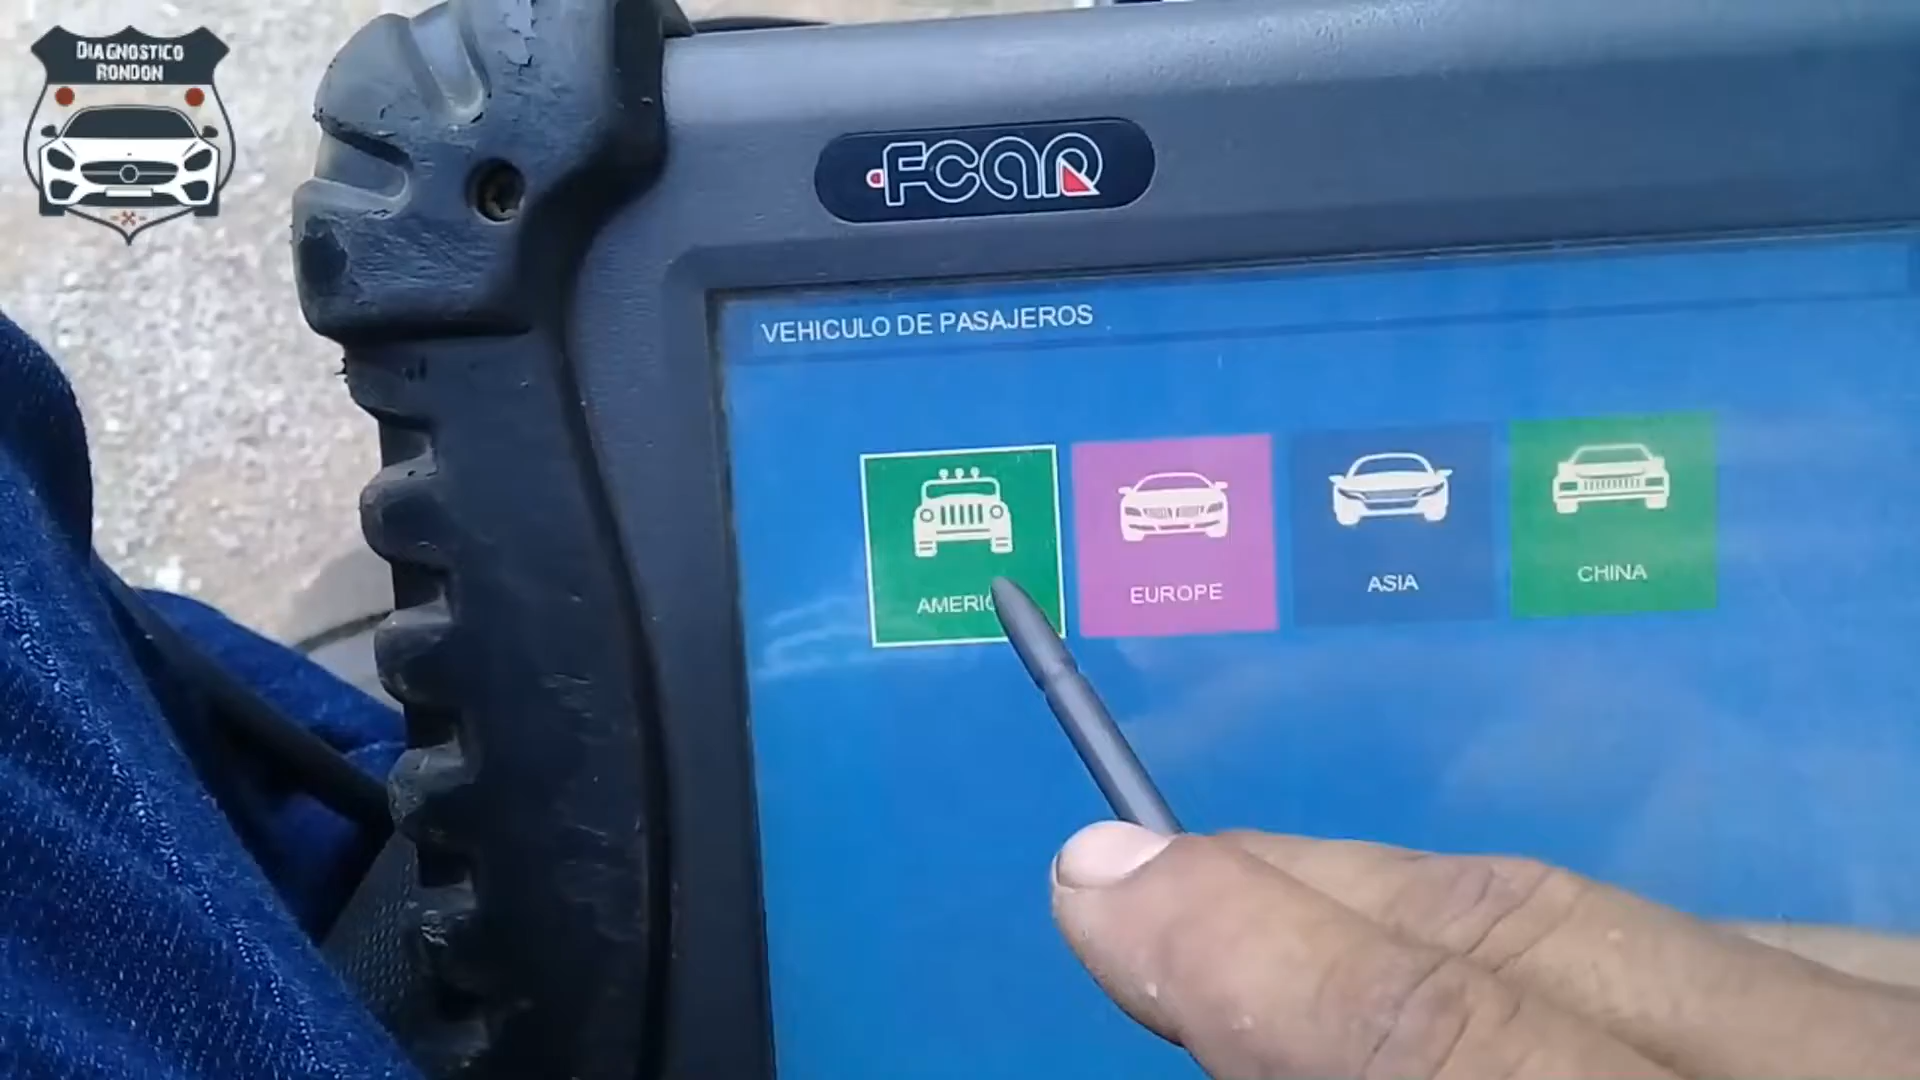 DIAGNOSTICO
RONDON
FCAR
VEHICULO DE PASAJEROS
EUROPE
ASIA
CHINA